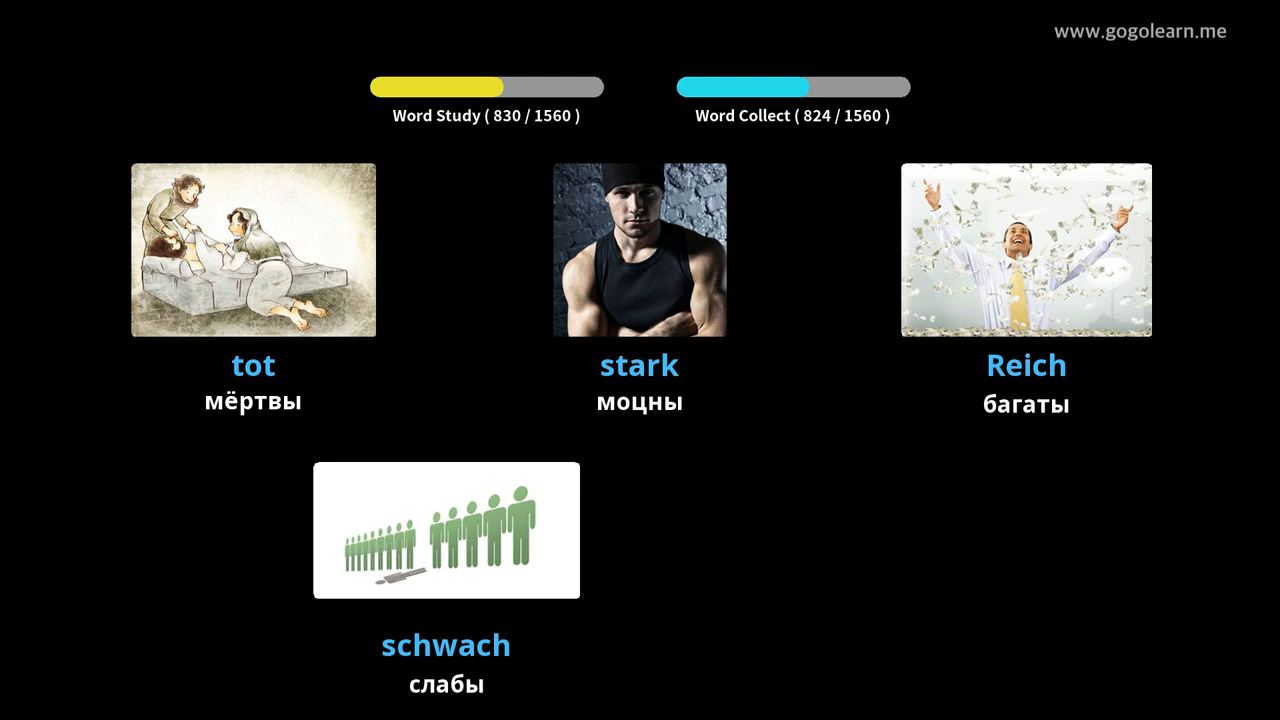 www.gogolearn.me
Word Study ( 830 / 1560 )
Word Collect ( 824 / 1560 )
tot
мёртвы
stark
моцны
Reich
багаты
schwach
слабы